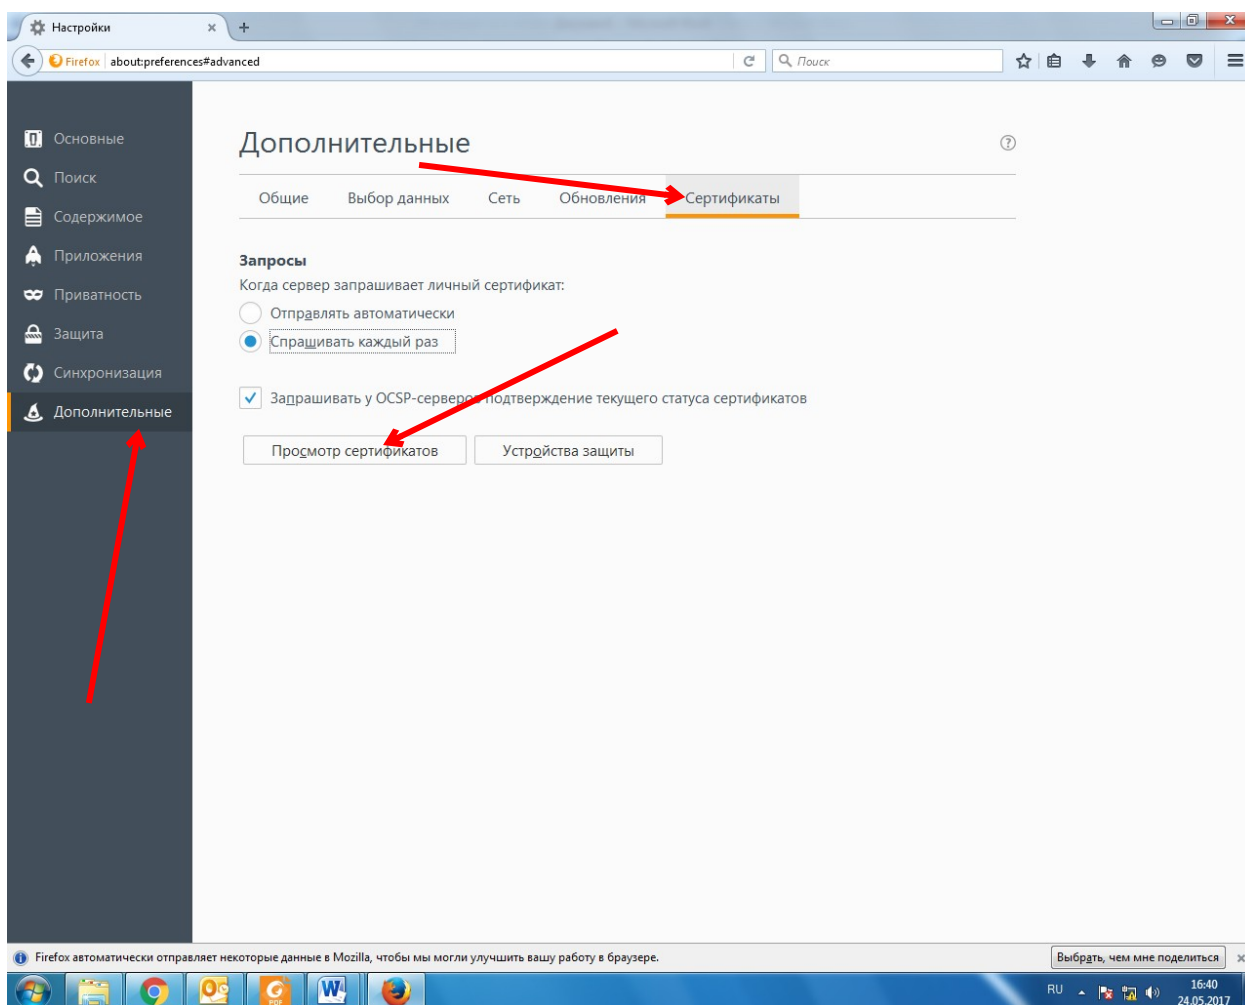 Настройки
Firefox about:preferences#advanced
Поиск
Основные
Поиск
Содержимое
Приложения
Приватность
Защита
Синхронизация
Дополнительные
Дополнительные
Общие Выбор данных Сеть Обновления Сертификаты
Запросы
Когда сервер запрашивает личный сертификат:
Отправлять автоматически
Спрашивать каждый раз
Запрашивать у OCSP-серверов подтверждение текущего статуса сертификатов
Просмотр сертификатов Устройства защиты
Firefox автоматически отправляет некоторые данные в Mozilla, чтобы мы могли улучшить вашу работу в браузере. Выбрать, чем мне поделиться
PDF
RU 16:40
24.05.2017